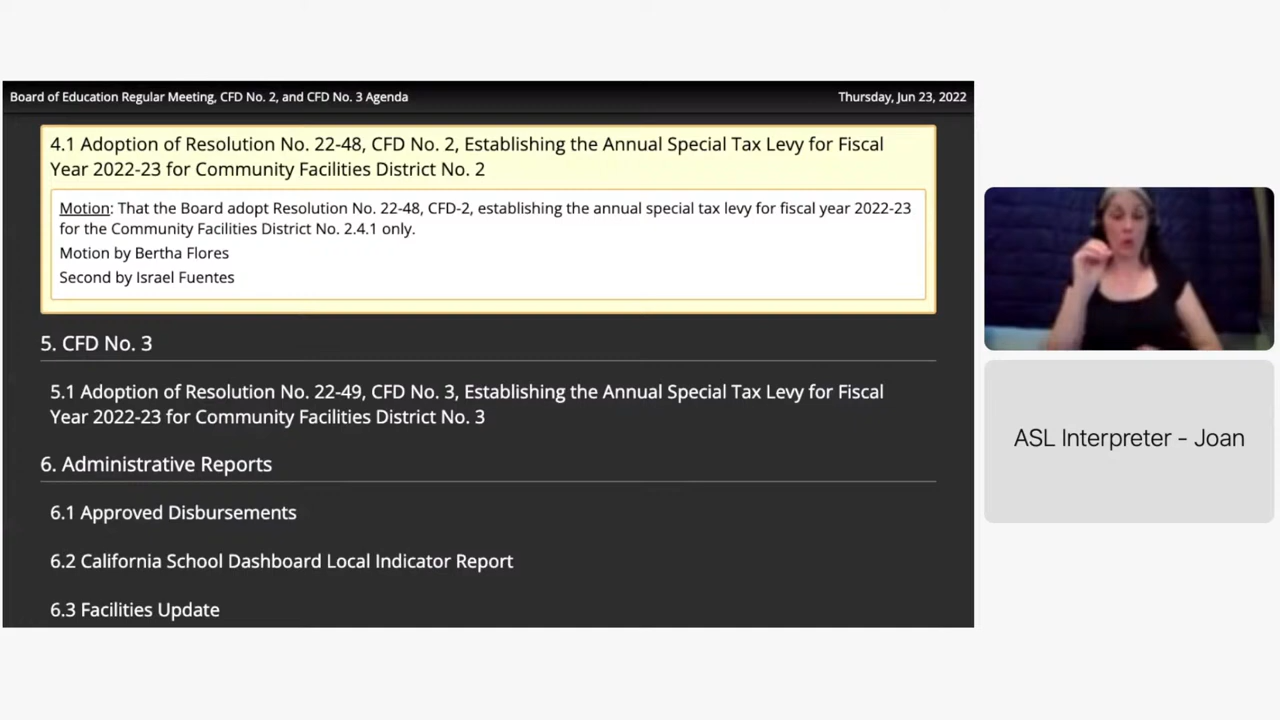 Board of Education Regular Meeting, CFD No. 2, and CFD No. 3 Agenda
Thursday, Jun 23, 2022
4.1 Adoption of Resolution No. 22-48, CFD No. 2, Establishing the Annual Special Tax Levy for Fiscal
Year 2022-23 for Community Facilities District No. 2
Motion: That the Board adopt Resolution No. 22-48, CFD-2, establishing the annual special tax levy for fiscal year 2022-23
for the Community Facilities District No. 2.4.1 only.
Motion by Bertha Flores
Second by Israel Fuentes
5. CFD No. 3
5.1 Adoption of Resolution No. 22-49, CFD No. 3, Establishing the Annual Special Tax Levy for Fiscal
Year 2022-23 for Community Facilities District No. 3
6. Administrative Reports
6.1 Approved Disbursements
6.2 California School Dashboard Local Indicator Report
6.3 Facilities Update
ASL Interpreter - Joan